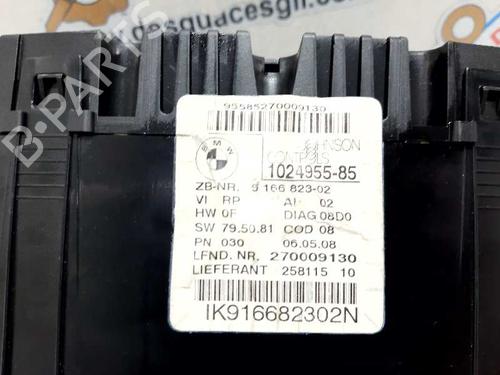 desguacesgil.com
95585270009130
BMW
JOHNSON
CONTROLS
1024955-85
ZB-NR. 9 166 823-02
VI RP AI 02
HW 0F DIAG 08D0
SW 79.50.81 COD 08
PN 030 06.05.08
LFND. NR. 270009130
LIEFERANT 258115 10
IK916682302N
B-PARTS